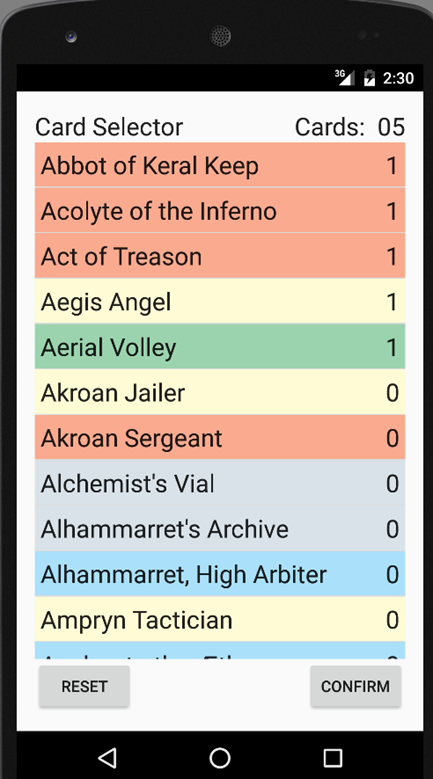 3G 2:30
Card Selector Cards: 05
Abbot of Keral Keep 1
Acolyte of the Inferno 1
Act of Treason 1
Aegis Angel 1
Aerial Volley 1
Akroan Jailer 0
Akroan Sergeant 0
Alchemist's Vial 0
Alhammarret's Archive 0
Alhammarret, High Arbiter 0
Ampryn Tactician 0
RESET CONFIRM